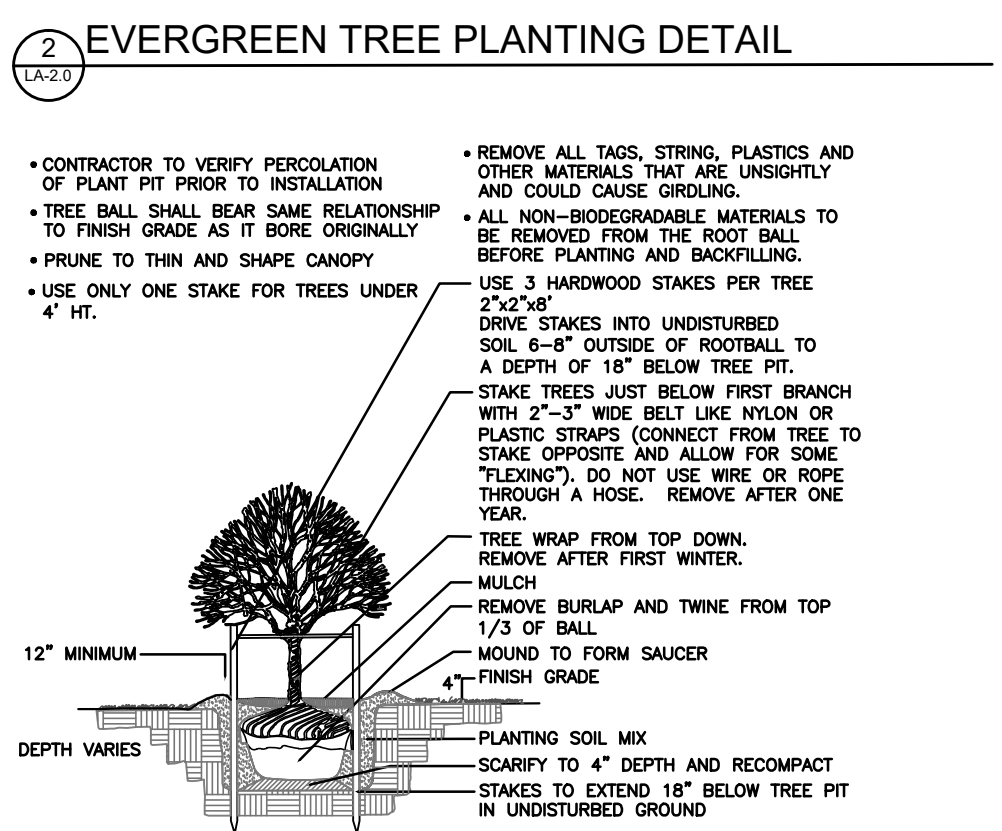 2
LA-2.0
EVERGREEN TREE PLANTING DETAIL
• CONTRACTOR TO VERIFY PERCOLATION
OF PLANT PIT PRIOR TO INSTALLATION
• TREE BALL SHALL BEAR SAME RELATIONSHIP
TO FINISH GRADE AS IT BORE ORIGINALLY
• PRUNE TO THIN AND SHAPE CANOPY
• USE ONLY ONE STAKE FOR TREES UNDER
4' HT.
• REMOVE ALL TAGS, STRING, PLASTICS AND
OTHER MATERIALS THAT ARE UNSIGHTLY
AND COULD CAUSE GIRDLING.
• ALL NON-BIODEGRADABLE MATERIALS TO
BE REMOVED FROM THE ROOT BALL
BEFORE PLANTING AND BACKFILLING.
USE 3 HARDWOOD STAKES PER TREE
2"x2"x8'
DRIVE STAKES INTO UNDISTURBED
SOIL 6-8" OUTSIDE OF ROOTBALL TO
A DEPTH OF 18" BELOW TREE PIT.
STAKE TREES JUST BELOW FIRST BRANCH
WITH 2"-3" WIDE BELT LIKE NYLON OR
PLASTIC STRAPS (CONNECT FROM TREE TO
STAKE OPPOSITE AND ALLOW FOR SOME
"FLEXING"). DO NOT USE WIRE OR ROPE
THROUGH A HOSE. REMOVE AFTER ONE
YEAR.
TREE WRAP FROM TOP DOWN.
REMOVE AFTER FIRST WINTER.
MULCH
REMOVE BURLAP AND TWINE FROM TOP
1/3 OF BALL
12" MINIMUM
MOUND TO FORM SAUCER
4"
FINISH GRADE
DEPTH VARIES
PLANTING SOIL MIX
SCARIFY TO 4" DEPTH AND RECOMPACT
STAKES TO EXTEND 18" BELOW TREE PIT
IN UNDISTURBED GROUND